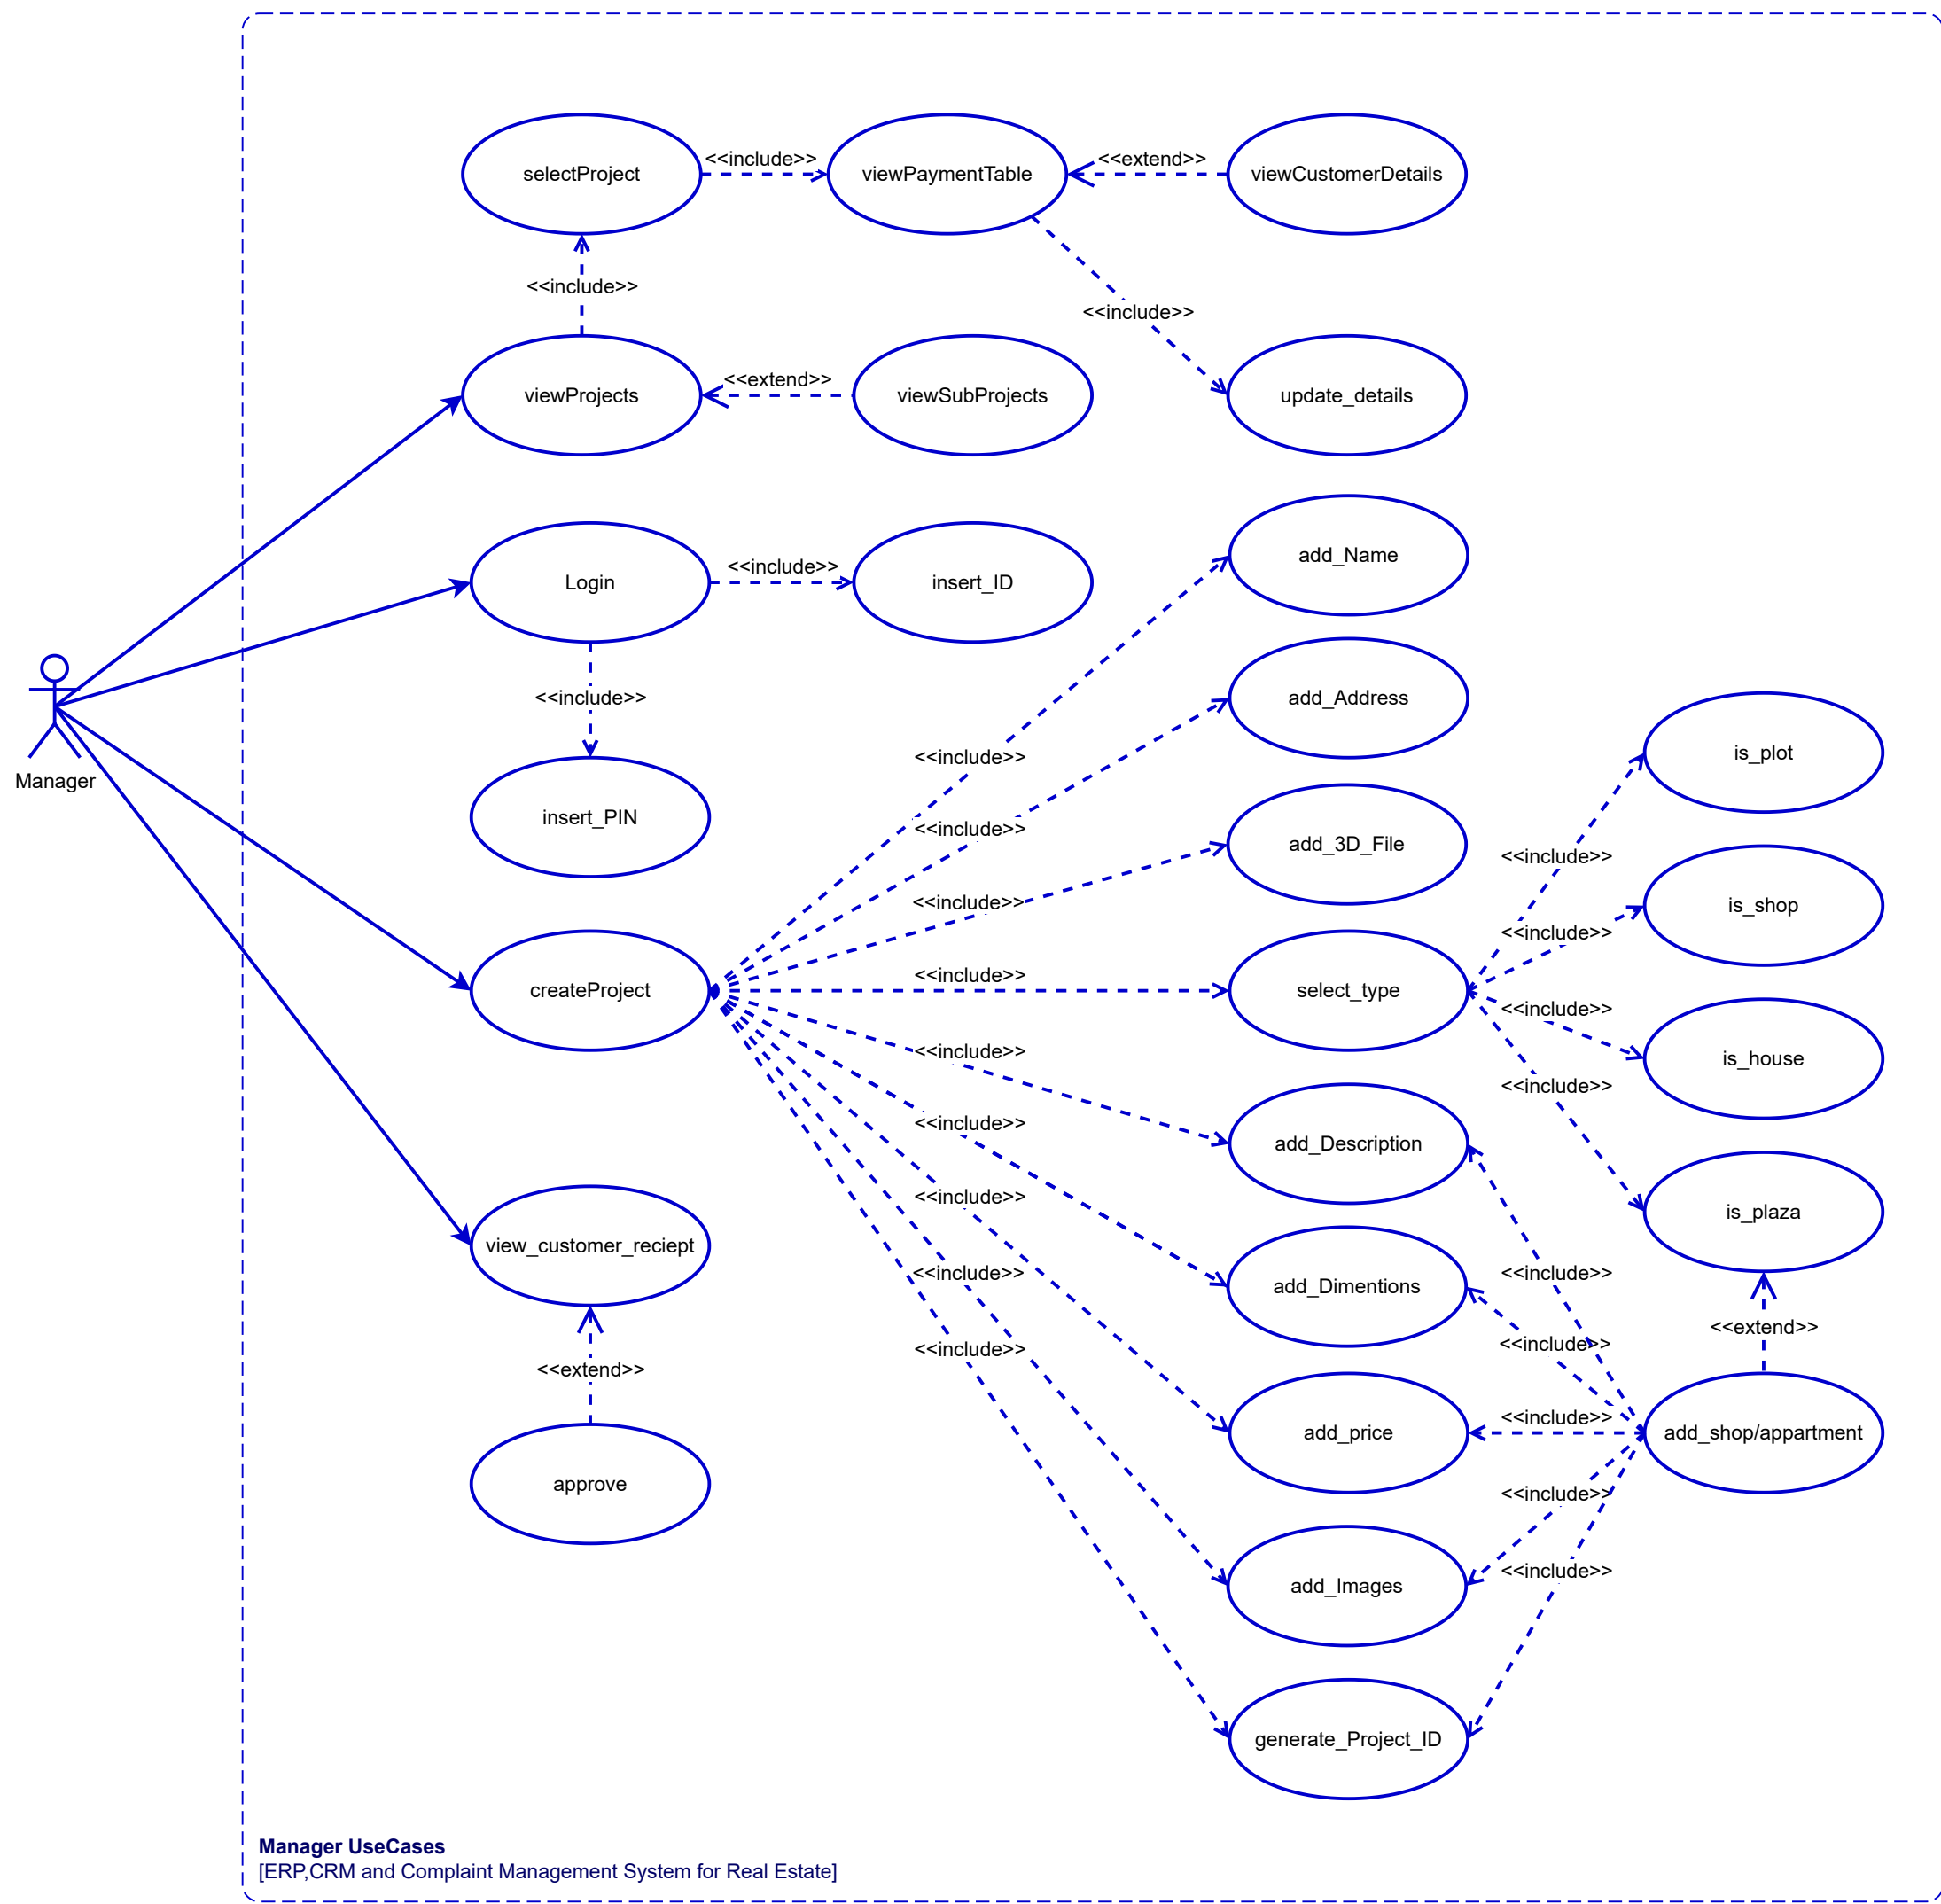 <<include>>
<<extend>>
selectProject
viewPaymentTable
viewCustomerDetails
<<include>>
<<include>>
<<extend>>
viewProjects
viewSubProjects
update_details
add_Name
<<include>>
Login
insert_ID
<<include>>
add_Address
Manager
insert_PIN
<<include>>
is_plot
<<include>>
add_3D_File
<<include>>
<<include>>
is_shop
<<include>>
<<include>>
createProject
select_type
<<include>>
<<include>>
is_house
<<include>>
<<include>>
add_Description
<<include>>
is_plaza
view_customer_reciept
<<include>>
<<include>>
add_Dimentions
<<extend>>
<<include>>
<<include>>
<<extend>>
<<include>>
add_price
add_shop/appartment
approve
<<include>>
<<include>>
add_Images
generate_Project_ID
Manager UseCases
[ERP,CRM and Complaint Management System for Real Estate]